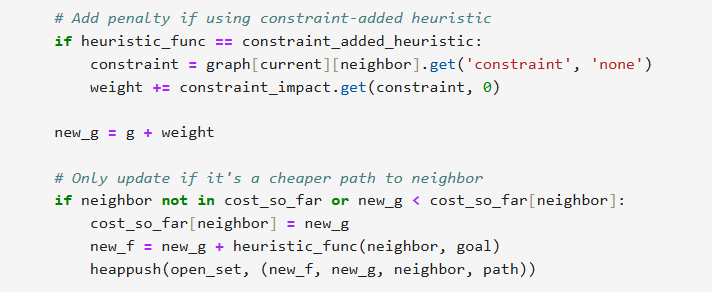 # Add penalty if using constraint-added heuristic
if heuristic_func == constraint_added_heuristic:
    constraint = graph[current][neighbor].get('constraint', 'none')
    weight += constraint_impact.get(constraint, 0)

new_g = g + weight

# Only update if it's a cheaper path to neighbor
if neighbor not in cost_so_far or new_g < cost_so_far[neighbor]:
    cost_so_far[neighbor] = new_g
    new_f = new_g + heuristic_func(neighbor, goal)
    heappush(open_set, (new_f, new_g, neighbor, path))